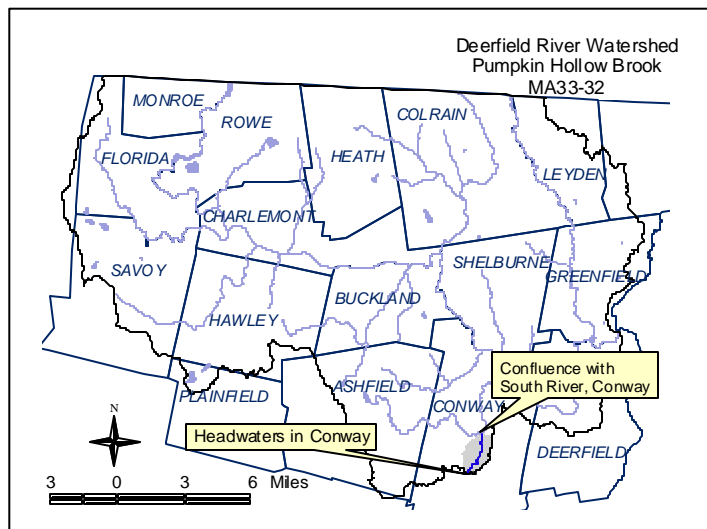 Deerfield River Watershed
Pumpkin Hollow Brook
MA33-32
MONROE
ROWE
COLRAIN
FLORIDA
HEATH
LEYDEN
CHARLEMONT
SAVOY
SHELBURNE
GREENFIELD
BUCKLAND
HAWLEY
Confluence with
South River, Conway
PLAINFIELD
ASHFIELD
CONWAY
N
Headwaters in Conway
DEERFIELD
3 0 3 6 Miles